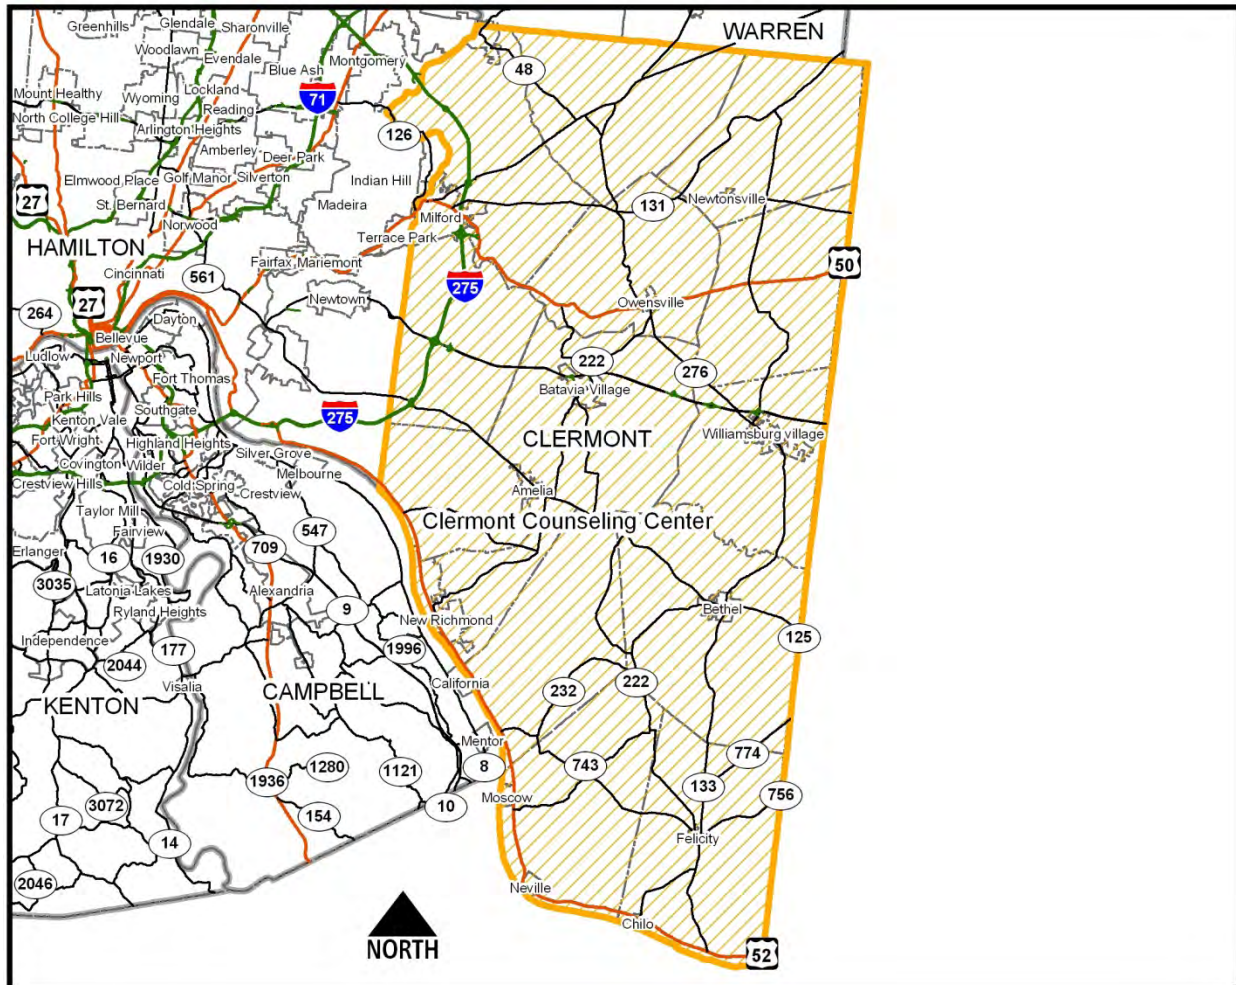 Greenhills
Glendale
Sharonville
WARREN
Woodlawn
Evendale
Montgomery
Blue Ash
48
Mount Healthy
Wyoming
Lockland
71
Reading
North College Hill
Arlington Heights
126
Amberley
Deer Park
Elmwood Place
Golf Manor
Silverton
Indian Hill
27
St. Bernard
Madeira
131
Newtonsville
Norwood
Milford
Terrace Park
HAMILTON
Cincinnati
561
Fairfax
Mariemont
50
275
27
Newtown
Owensville
264
Dayton
Bellevue
Ludlow
Newport
222
276
Fort Thomas
Batavia Village
Park Hills
Southgate
275
Kenton Vale
Fort Wright
Highland Heights
CLERMONT
Williamsburg village
Silver Grove
Covington
Wilder
Melbourne
Crestview Hills
Cold Spring
Crestview
Amelia
Taylor Mill
Clermont Counseling Center
Fairview
547
Erlanger
16
1930
709
3035
Latonia Lakes
Alexandria
Ryland Heights
9
Bethel
New Richmond
Independence
177
1996
125
2044
Visalia
California
232
222
CAMPBELL
KENTON
Mentor
774
8
743
1280
1121
1936
133
756
Moscow
3072
10
17
154
14
Felicity
2046
Neville
Chilo
NORTH
52